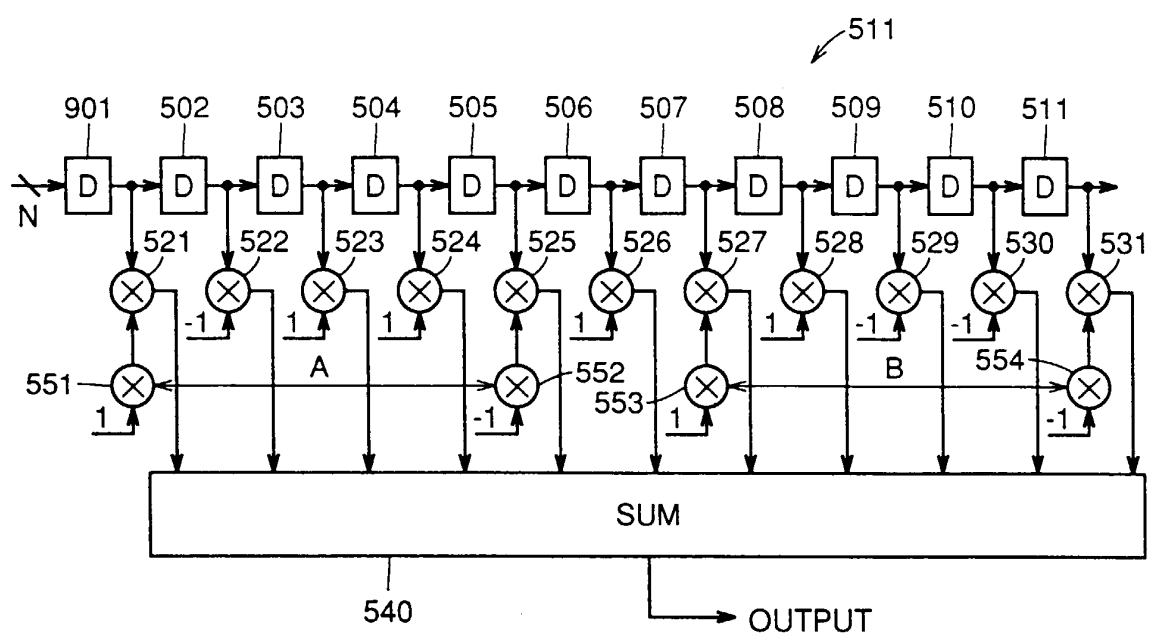 511
901 502 503 504 505 506 507 508 509 510 511
D D D D D D D D D D D
N
521 522 523 524 525 526 527 528 529 530 531
-1 1 1 1 1 -1 -1
551 A 552 553 B 554
1 -1 1 -1
SUM
540
OUTPUT